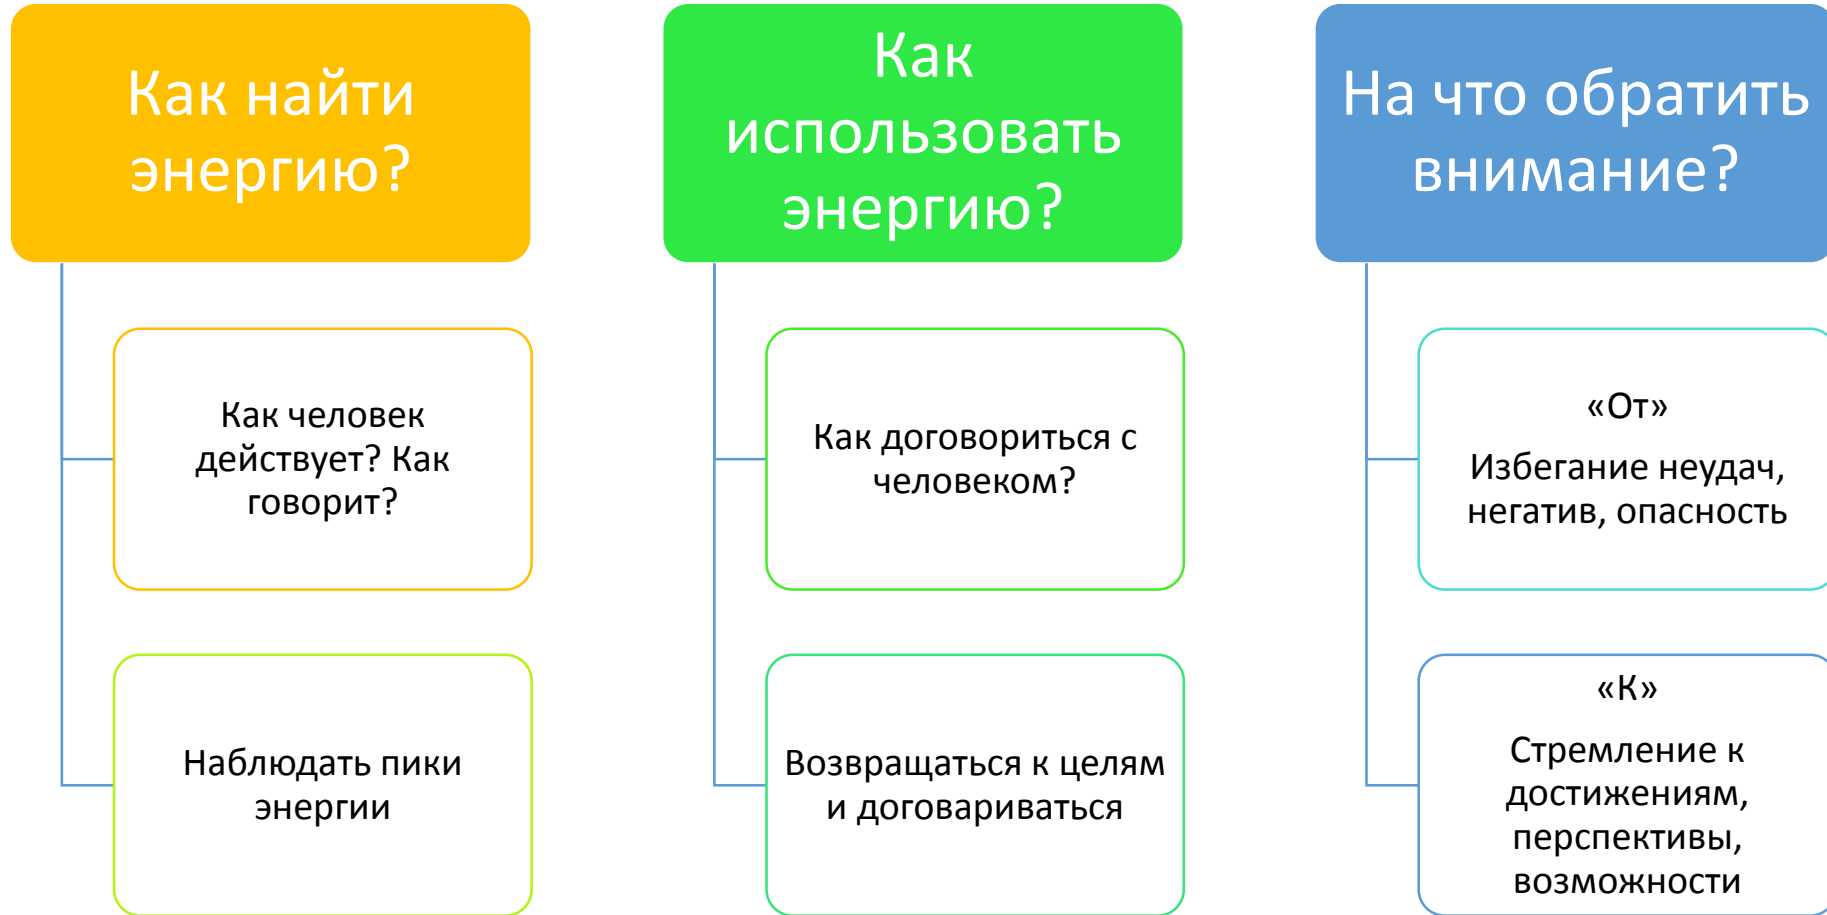 Как найти
энергию?
Как человек
действует? Как
говорит?
Наблюдать пики
энергии
Как
использовать
энергию?
Как договориться с
человеком?
Возвращаться к целям
и договариваться
На что обратить
внимание?
«От»
Избегание неудач,
негатив, опасность
«К»
Стремление к
достижениям,
перспективы,
возможности